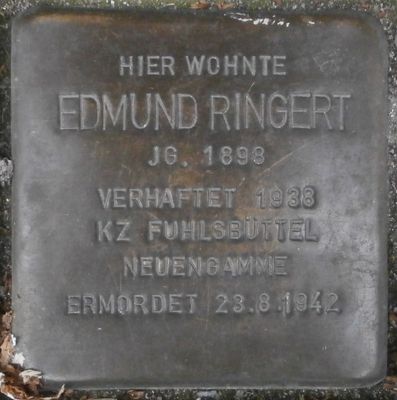 HIER WOHNTE
EDMUND RINGERT
JG. 1898
VERHAFTET 1938
KZ FUHLSBÜTTEL
NEUENGAMME
ERMORDET 23.8.1942